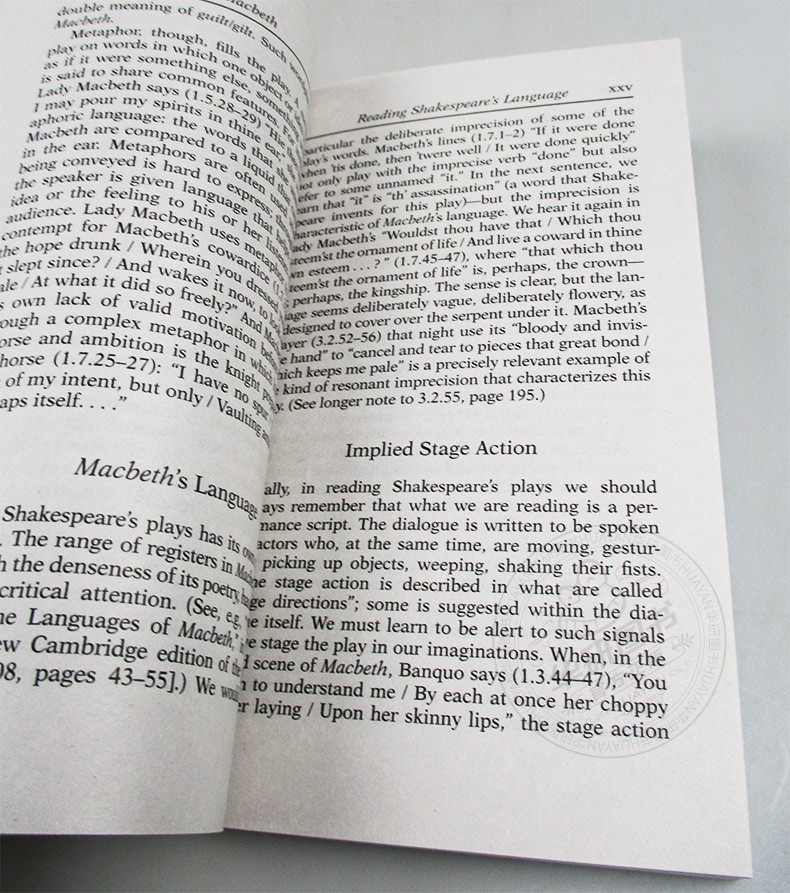 Macbeth
double meaning of guilt/gilt. Such
Macbeth.
Metaphor, though, fills the play. A
play on words in which one object or
as if it were something else, something
is said to share common features. For
Lady Macbeth says (1.5.28–29) "Hie
I may pour my spirits in thine ear,"
aphoric language: the words that she
Macbeth are compared to a liquid
in the ear. Metaphors are often used
being conveyed is hard to express;
the speaker is given language that
idea or the feeling to his or her
audience. Lady Macbeth uses metaphor
contempt for Macbeth's cowardice
the hope drunk / Wherein you dressed
slept since? / And wakes it now, to
/ At what it did so freely?" And
own lack of valid motivation
a complex metaphor in which
and ambition is the knight
horse (1.7.25–27): "I have no spur
of my intent, but only / Vaulting
itself. . . ."
Macbeth's Language
Shakespeare's plays has its
. The range of registers in
the denseness of its poetry,
critical attention. (See, e.g.,
Languages of Macbeth,"
Cambridge edition of
pages 43–55].) We
Reading Shakespeare's Language xxv
particular the deliberate imprecision of some of the
play's words. Macbeth's lines (1.7.1–2) "If it were done
when 'tis done, then 'twere well / It were done quickly"
not only play with the imprecise verb "done" but also
refer to some unnamed "it." In the next sentence, we
learn that "it" is "th' assassination" (a word that Shake-
speare invents for this play)—but the imprecision is
characteristic of Macbeth's language. We hear it again in
Lady Macbeth's "Wouldst thou have that / Which thou
esteem'st the ornament of life / And live a coward in thine
own esteem . . . ?" (1.7.45–47), where "that which thou
esteem'st the ornament of life" is, perhaps, the crown—
perhaps, the kingship. The sense is clear, but the lan-
guage seems deliberately vague, deliberately flowery, as
designed to cover over the serpent under it. Macbeth's
prayer (3.2.52–56) that night use its "bloody and invis-
hand" to "cancel and tear to pieces that great bond /
which keeps me pale" is a precisely relevant example of
kind of resonant imprecision that characterizes this
(See longer note to 3.2.55, page 195.)
Implied Stage Action
ally, in reading Shakespeare's plays we should
ays remember that what we are reading is a per-
mance script. The dialogue is written to be spoken
actors who, at the same time, are moving, gestur-
picking up objects, weeping, shaking their fists.
stage action is described in what are called
directions"; some is suggested within the dia-
itself. We must learn to be alert to such signals
stage the play in our imaginations. When, in the
scene of Macbeth, Banquo says (1.3.44–47), "You
to understand me / By each at once her choppy
laying / Upon her skinny lips," the stage action